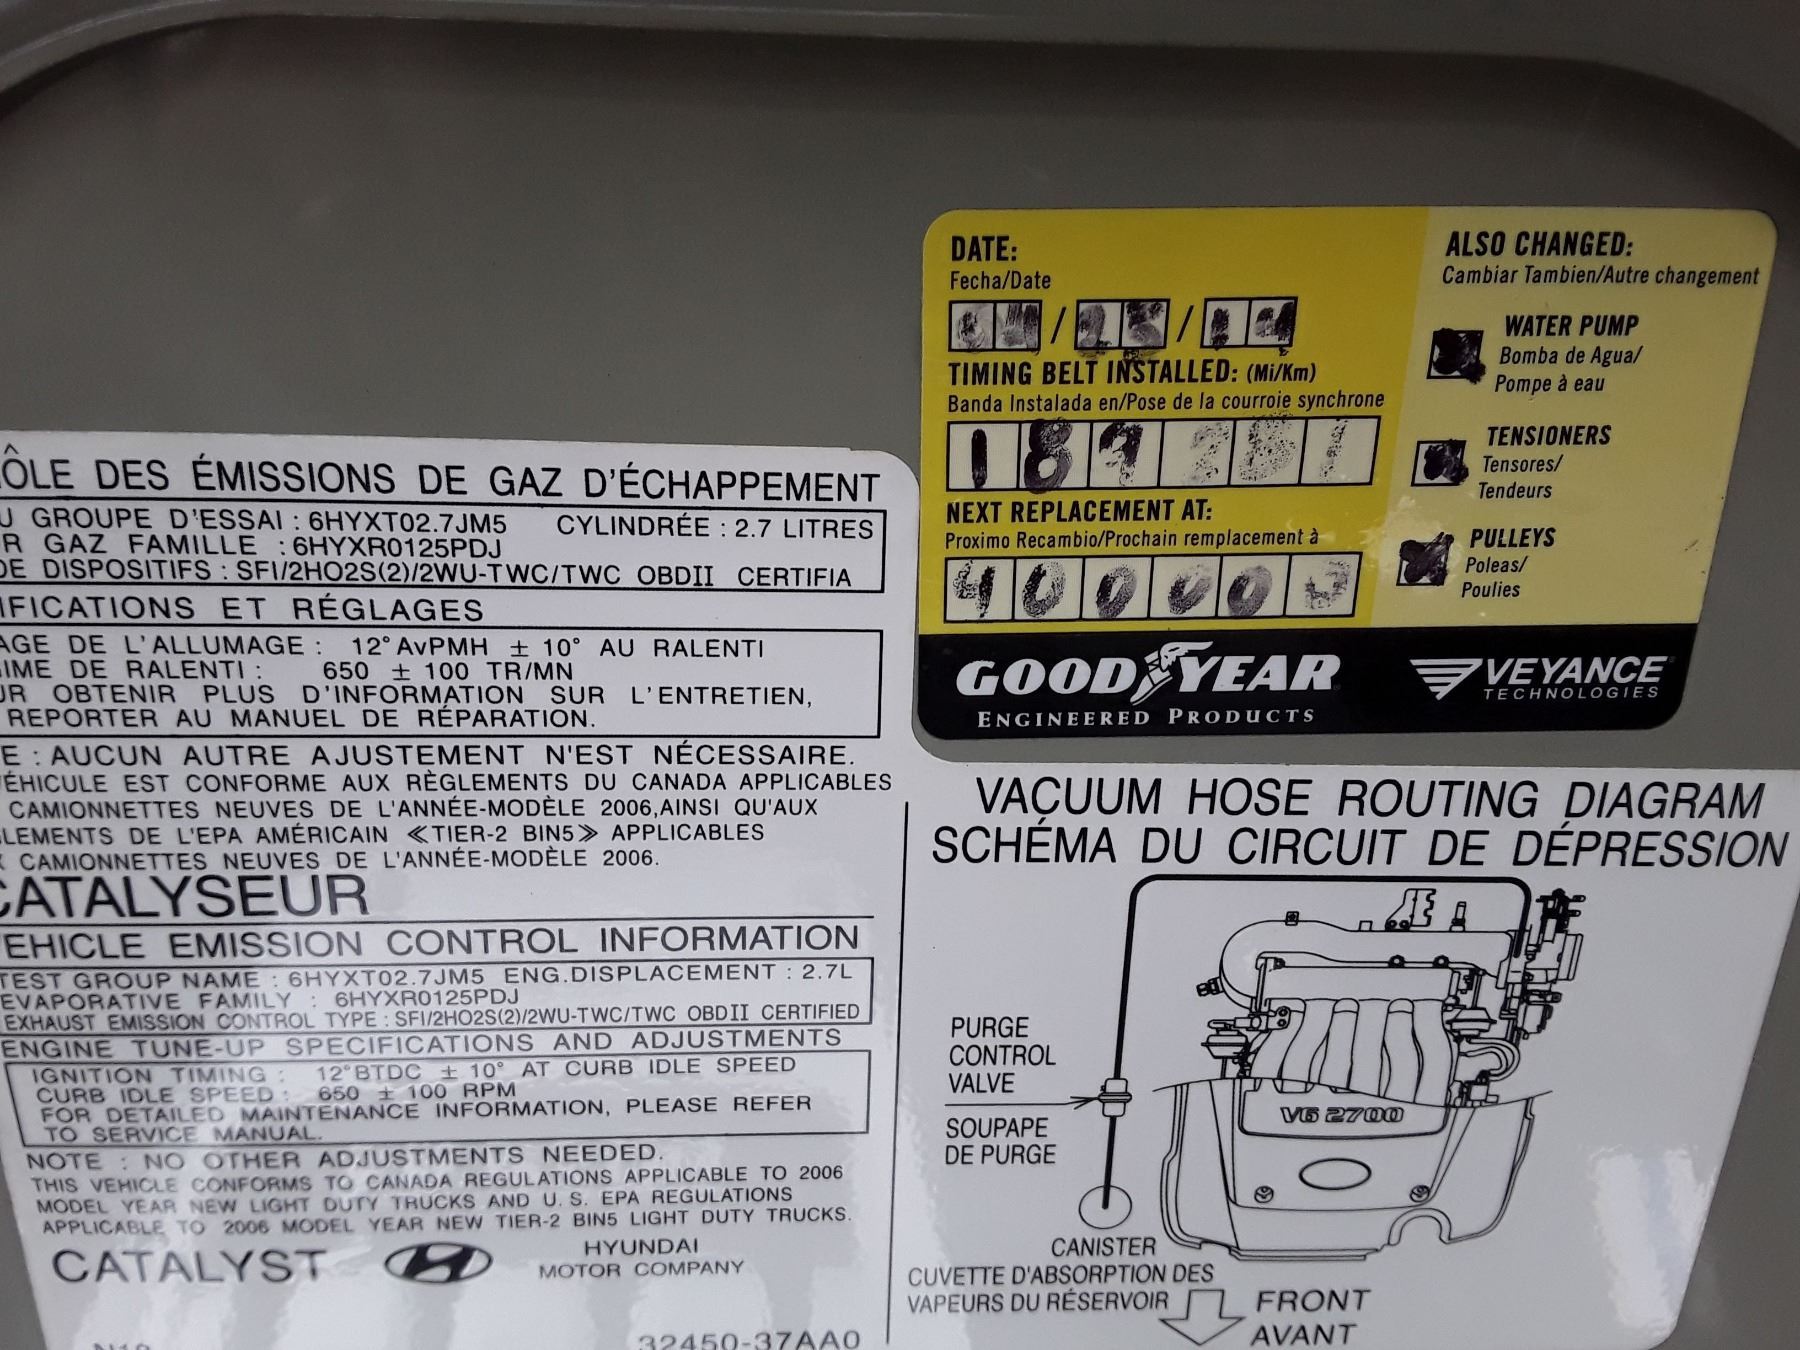 DATE:
Fecha/Date
/ / 
TIMING BELT INSTALLED: (Mi/Km)
Banda Instalada en/Pose de la courroie synchrone
NEXT REPLACEMENT AT:
Proximo Recambio/Prochain remplacement à
400000
ALSO CHANGED:
Cambiar Tambien/Autre changement
WATER PUMP
Bomba de Agua/
Pompe à eau
TENSIONERS
Tensores/
Tendeurs
PULLEYS
Poleas/
Poulies
GOODYEAR
ENGINEERED PRODUCTS
VEYANCE
TECHNOLOGIES
DES ÉMISSIONS DE GAZ D'ÉCHAPPEMENT
GROUPE D'ESSAI : 6HYXT02.7JM5 CYLINDRÉE : 2.7 LITRES
GAZ FAMILLE : 6HYXR0125PDJ
DE DISPOSITIFS : SFI/2HO2S(2)/2WU-TWC/TWC OBDII CERTIFIA
ET RÉGLAGES
DE L'ALLUMAGE : 12°AvPMH ± 10° AU RALENTI
DE RALENTI : 650 ± 100 TR/MN
OBTENIR PLUS D'INFORMATION SUR L'ENTRETIEN,
REPORTER AU MANUEL DE RÉPARATION.
: AUCUN AUTRE AJUSTEMENT N'EST NÉCESSAIRE.
VÉHICULE EST CONFORME AUX RÈGLEMENTS DU CANADA APPLICABLES
CAMIONNETTES NEUVES DE L'ANNÉE-MODÈLE 2006,AINSI QU'AUX
DE L'EPA AMÉRICAIN ≪TIER-2 BIN5≫ APPLICABLES
CAMIONNETTES NEUVES DE L'ANNÉE-MODÈLE 2006.
CATALYSEUR
VEHICLE EMISSION CONTROL INFORMATION
TEST GROUP NAME : 6HYXT02.7JM5 ENG.DISPLACEMENT : 2.7L
EVAPORATIVE FAMILY : 6HYXR0125PDJ
EXHAUST EMISSION CONTROL TYPE : SFI/2HO2S(2)/2WU-TWC/TWC OBDII CERTIFIED
ENGINE TUNE-UP SPECIFICATIONS AND ADJUSTMENTS
IGNITION TIMING : 12°BTDC ± 10° AT CURB IDLE SPEED
CURB IDLE SPEED : 650 ± 100 RPM
FOR DETAILED MAINTENANCE INFORMATION, PLEASE REFER
TO SERVICE MANUAL.
NOTE : NO OTHER ADJUSTMENTS NEEDED.
THIS VEHICLE CONFORMS TO CANADA REGULATIONS APPLICABLE TO 2006
MODEL YEAR NEW LIGHT DUTY TRUCKS AND U.S. EPA REGULATIONS
APPLICABLE TO 2006 MODEL YEAR NEW TIER-2 BIN5 LIGHT DUTY TRUCKS.
CATALYST
HYUNDAI
MOTOR COMPANY
32450-37AA0
VACUUM HOSE ROUTING DIAGRAM
SCHÉMA DU CIRCUIT DE DÉPRESSION
PURGE
CONTROL
VALVE
SOUPAPE
DE PURGE
V6 2700
CANISTER
CUVETTE D'ABSORPTION DES
VAPEURS DU RÉSERVOIR
FRONT
AVANT